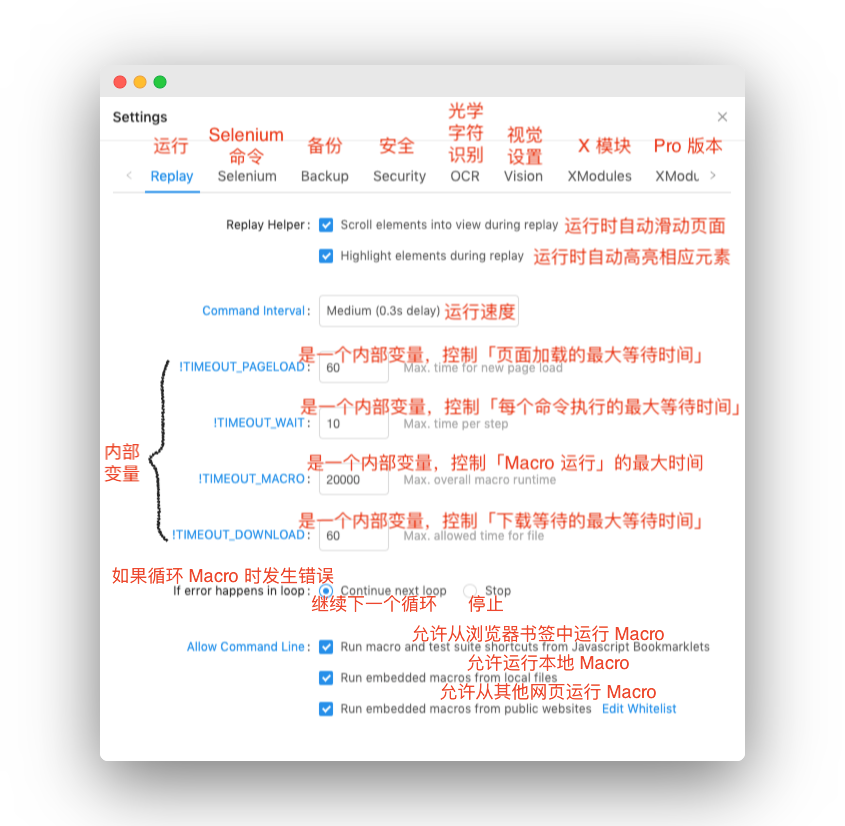 Settings
运行
Selenium
命令
备份
安全
光学
字符
识别
视觉
设置
X 模块
Pro 版本
Replay
Selenium
Backup
Security
OCR
Vision
XModules
XModu
Replay Helper: Scroll elements into view during replay 运行时自动滑动页面
Highlight elements during replay 运行时自动高亮相应元素
Command Interval: Medium (0.3s delay) 运行速度
是一个内部变量，控制「页面加载的最大等待时间」
!TIMEOUT_PAGELOAD: 60 Max. time for new page load
是一个内部变量，控制「每个命令执行的最大等待时间」
!TIMEOUT_WAIT: 10 Max. time per step
内部
变量
是一个内部变量，控制「Macro 运行」的最大时间
!TIMEOUT_MACRO: 20000 Max. overall macro runtime
是一个内部变量，控制「下载等待的最大等待时间」
!TIMEOUT_DOWNLOAD: 60 Max. allowed time for file
如果循环 Macro 时发生错误
If error happens in loop: Continue next loop Stop
继续下一个循环 停止
允许从浏览器书签中运行 Macro
Allow Command Line: Run macro and test suite shortcuts from Javascript Bookmarklets
允许运行本地 Macro
Run embedded macros from local files
允许从其他网页运行 Macro
Run embedded macros from public websites Edit Whitelist